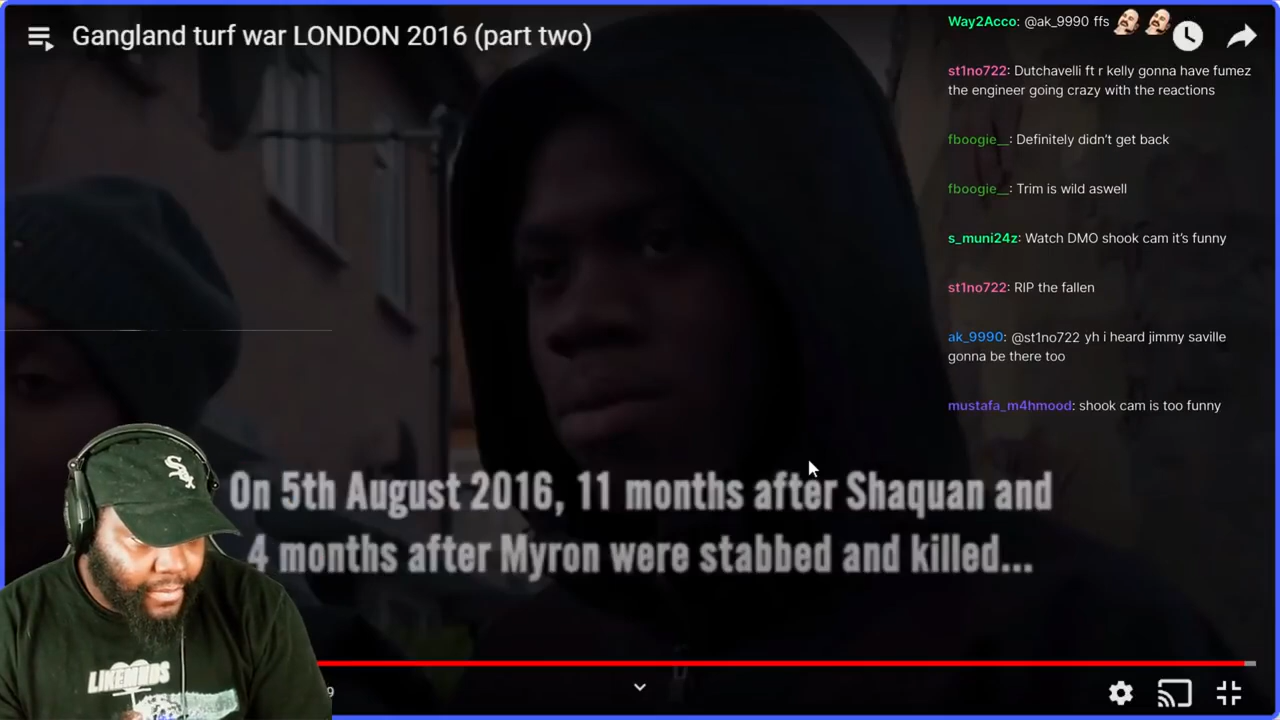 Gangland turf war LONDON 2016 (part two)
Way2Acco: @ak_9990 ffs
st1no722: Dutchavelli ft r kelly gonna have fumez
the engineer going crazy with the reactions
fboogie__: Definitely didn't get back
fboogie__: Trim is wild aswell
s_muni24z: Watch DMO shook cam it's funny
st1no722: RIP the fallen
ak_9990: @st1no722 yh i heard jimmy saville
gonna be there too
mustafa_m4hmood: shook cam is too funny
On 5th August 2016, 11 months after Shaquan and
4 months after Myron were stabbed and killed...
Sox
9